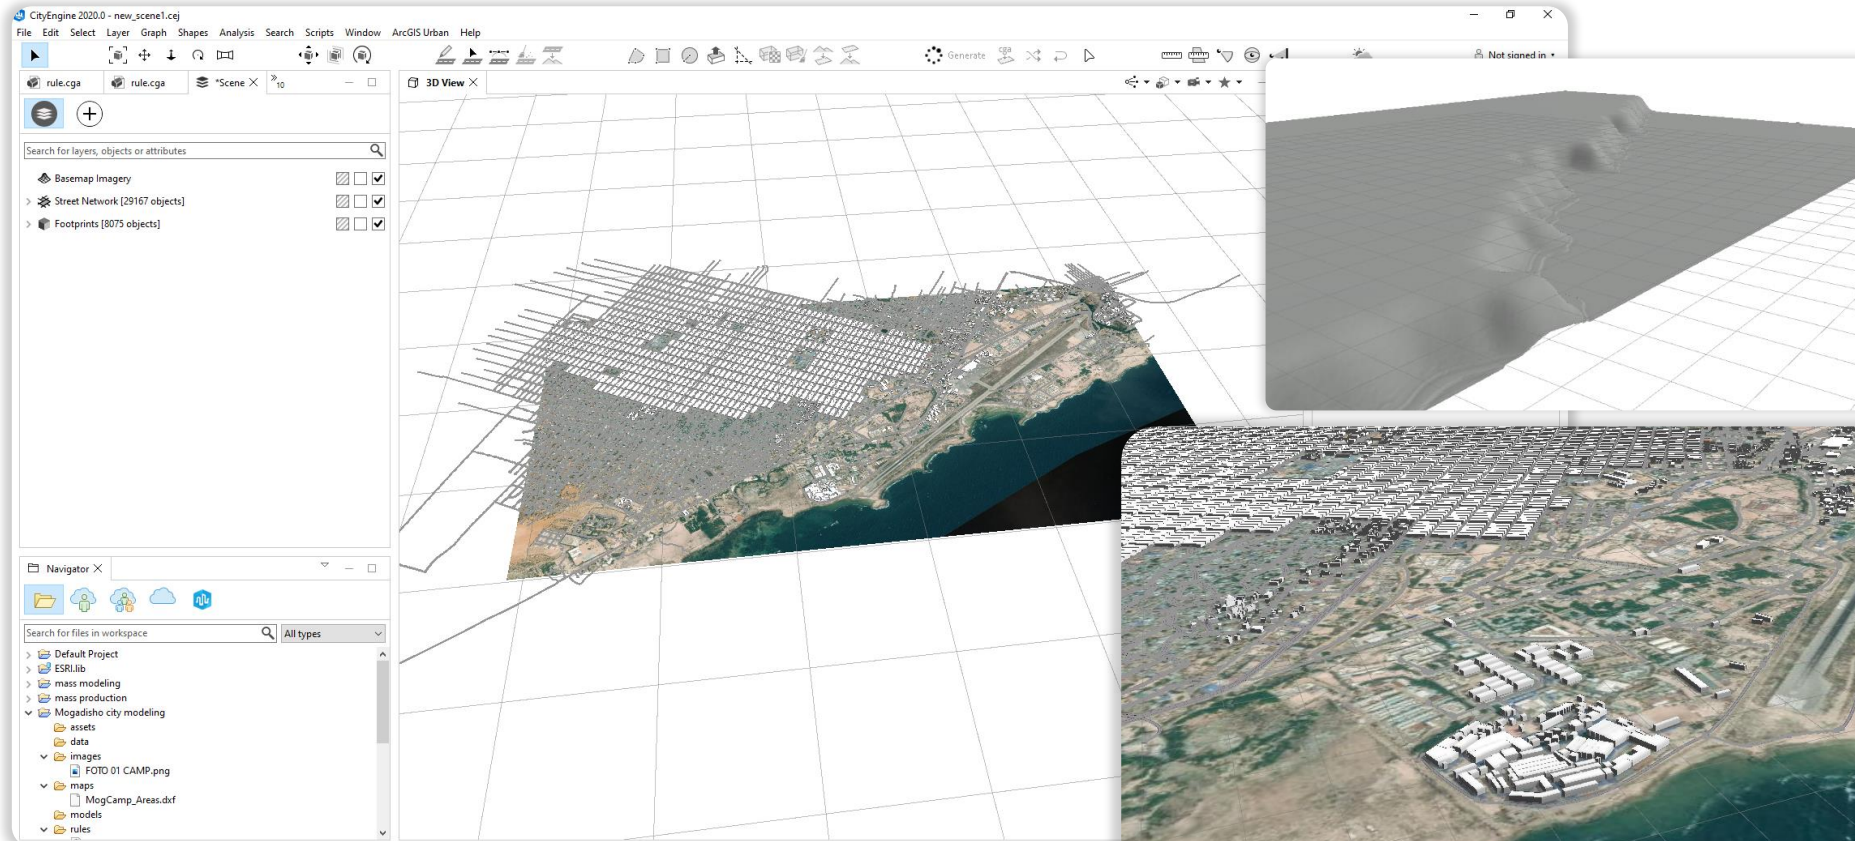 CityEngine 2020.0 - new_scene1.cej
File Edit Select Layer Graph Shapes Analysis Search Scripts Window ArcGIS Urban Help
Generate
cga
Not signed in
rule.cga rule.cga *Scene 10
3D View
Search for layers, objects or attributes
Basemap Imagery
Street Network [29167 objects]
Footprints [8075 objects]
Navigator
Search for files in workspace All types
Default Project
ESRI.lib
mass modeling
mass production
Mogadisho city modeling
assets
data
images
FOTO 01 CAMP.png
maps
MogCamp_Areas.dxf
models
rules